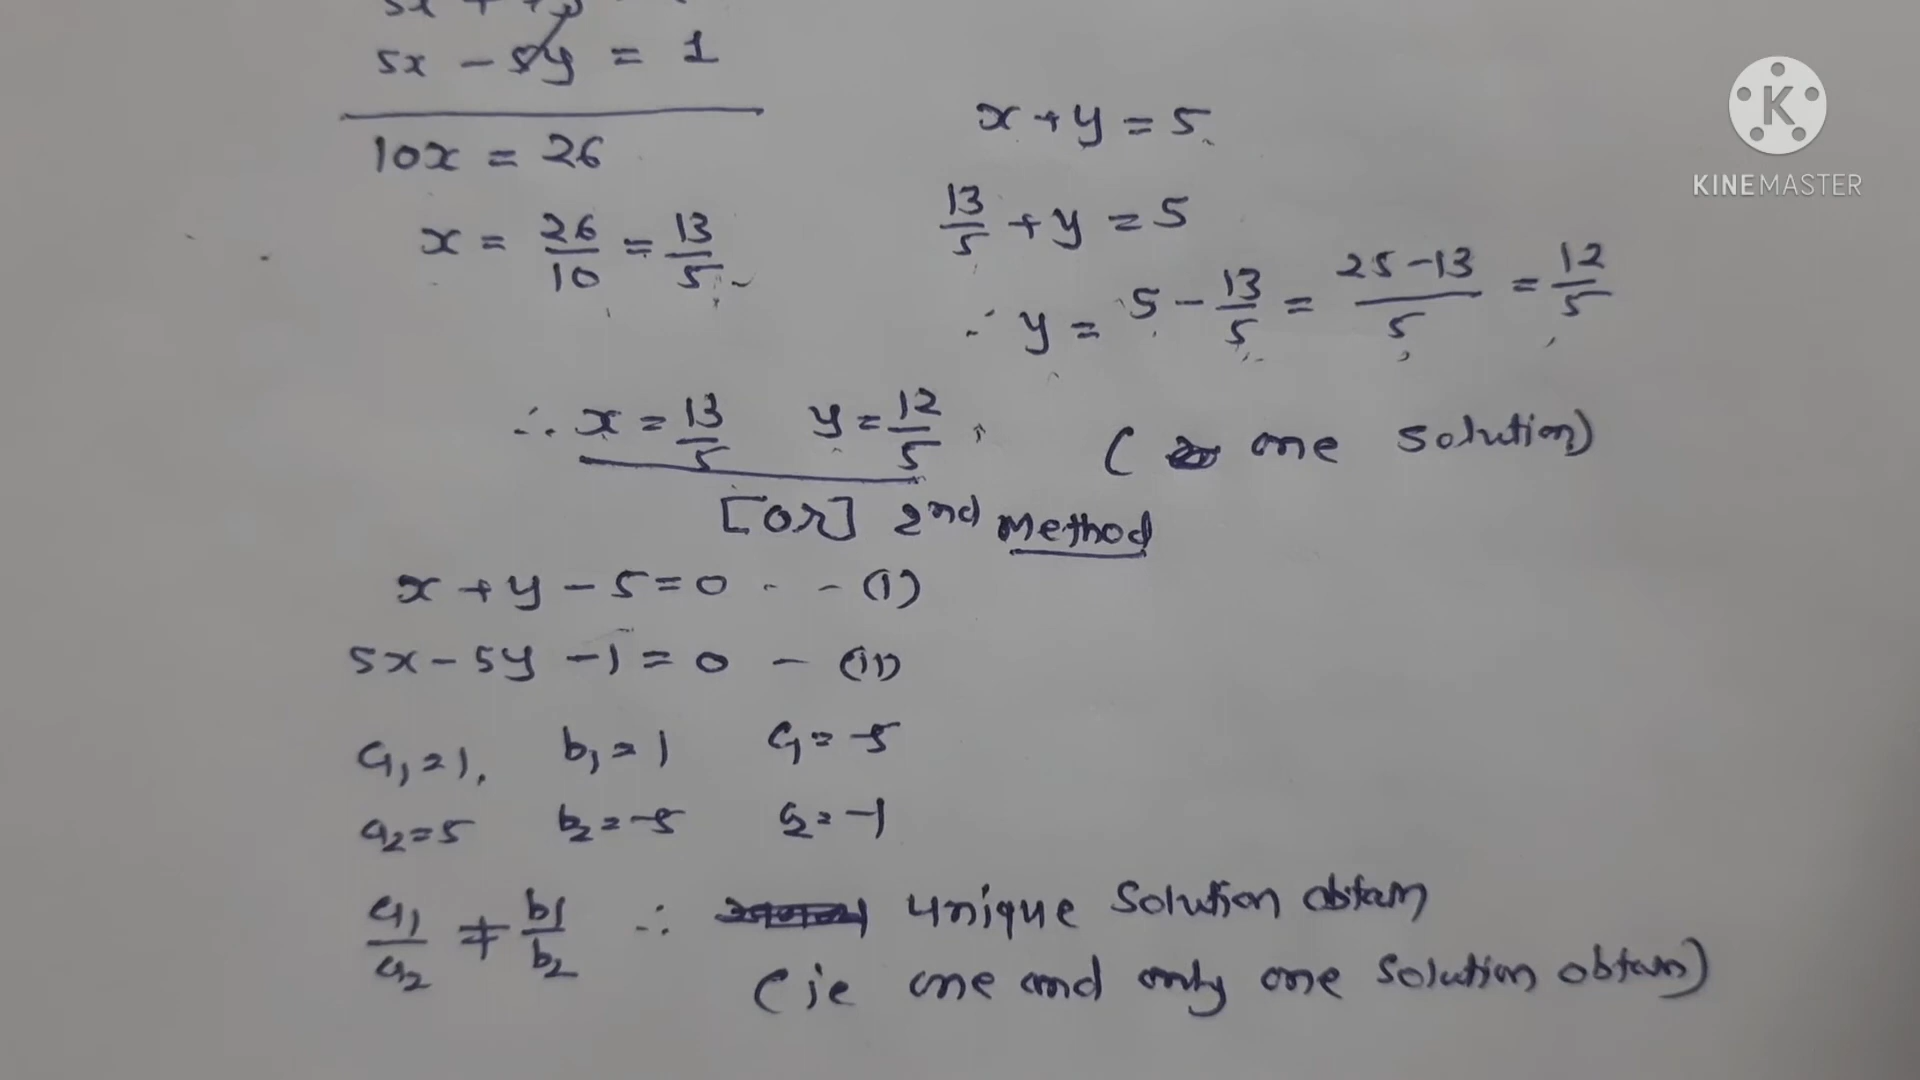 5x - 5y = 1
10x = 26
x = 26/10 = 13/5
x + y = 5
13/5 + y = 5
∴ y = 5 - 13/5 = 25-13/5 = 12/5
∴ x = 13/5 y = 12/5
( one solution)
[or] 2nd method
x + y - 5 = 0 - - (1)
5x - 5y - 1 = 0 - (11)
a1 = 1, b1 = 1 c1 = -5
a2 = 5 b2 = -5 c2 = -1
a1/a2 ≠ b1/b2 ∴ unique solution obtain
(ie one and only one solution obtain)
K
KINEMASTER